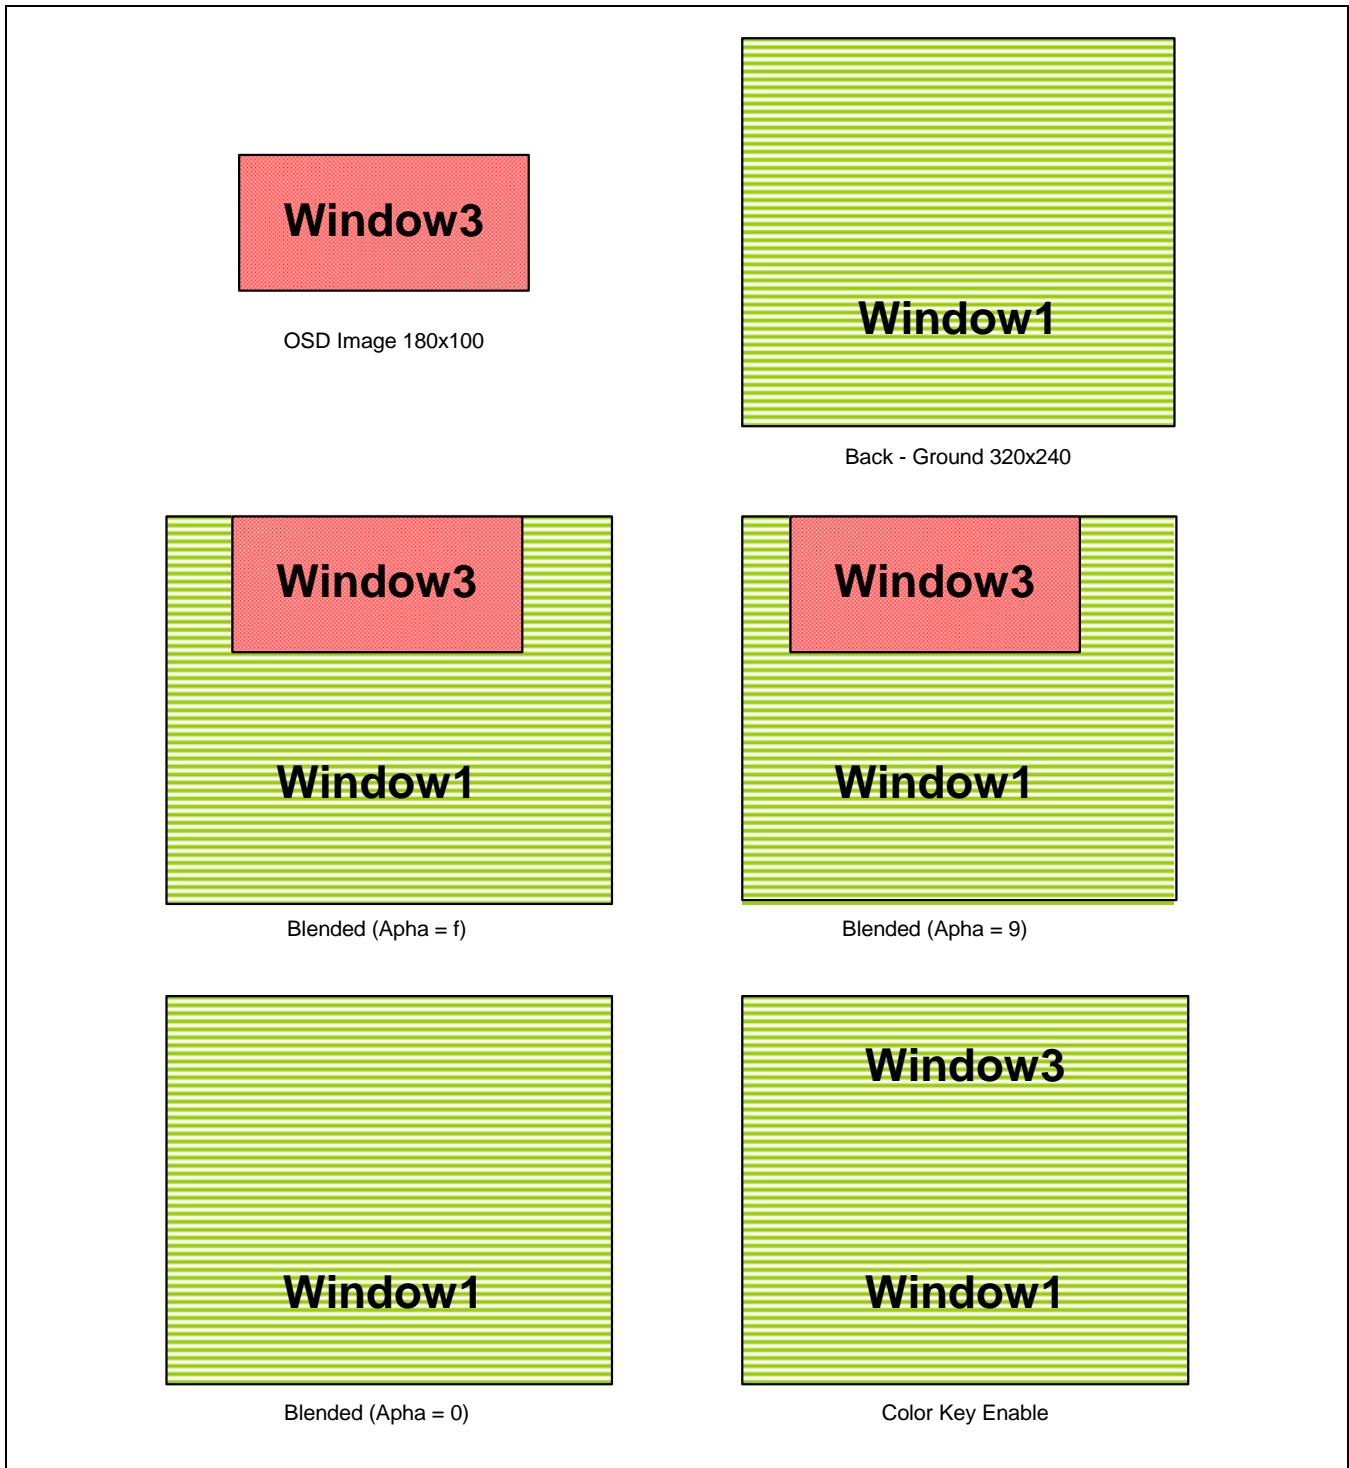 Window3
OSD Image 180x100
Window1
Back - Ground 320x240
Window3
Window1
Blended (Apha = f)
Window3
Window1
Blended (Apha = 9)
Window1
Blended (Apha = 0)
Window3
Window1
Color Key Enable